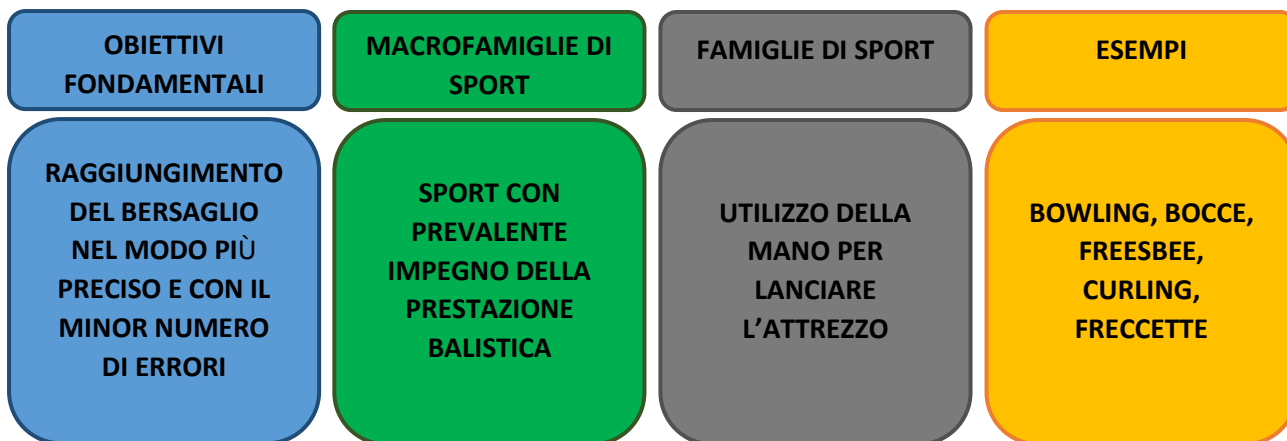 OBIETTIVI
FONDAMENTALI
MACROFAMIGLIE DI
SPORT
FAMIGLIE DI SPORT
ESEMPI
RAGGIUNGIMENTO
DEL BERSAGLIO
NEL MODO PIÙ
PRECISO E CON IL
MINOR NUMERO
DI ERRORI
SPORT CON
PREVALENTE
IMPEGNO DELLA
PRESTAZIONE
BALISTICA
UTILIZZO DELLA
MANO PER
LANCIARE
L’ATTREZZO
BOWLING, BOCCE,
FREESBEE,
CURLING,
FRECCETTE